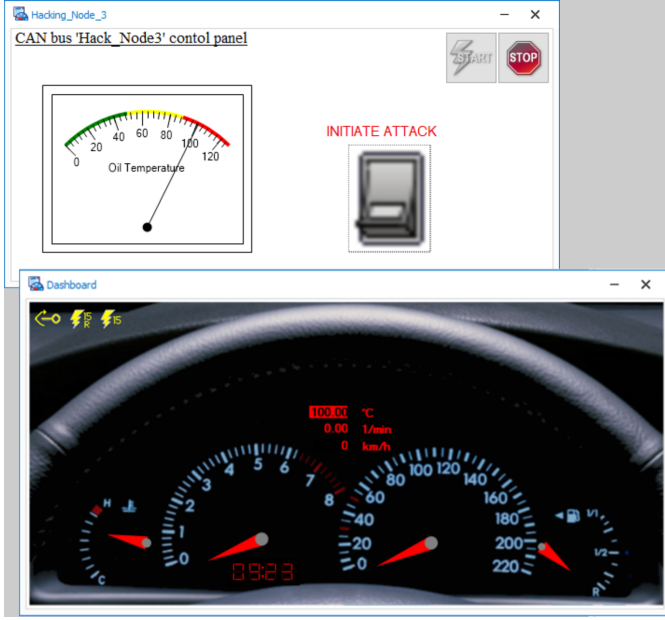 Hacking_Node_3
CAN bus 'Hack_Node3' contol panel
START
STOP
0 20 40 60 80 100 120
Oil Temperature
INITIATE ATTACK
Dashboard
15
R
15
100.00 °C
0.00 1/min
0 km/h
H
C
0 1 2 3 4 5 6 7 8
0 20 40 60 80 100 120 140 160 180 200 220
1/1
1/2
R
09:23